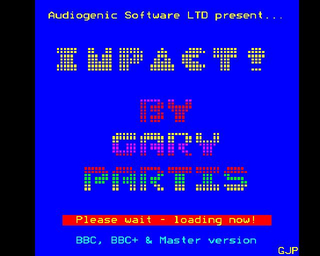 Audiogenic Software LTD present...
IMPACT!
BY
GARY
PARTIS
Please wait - loading now!
BBC, BBC+ & Master version
GJP